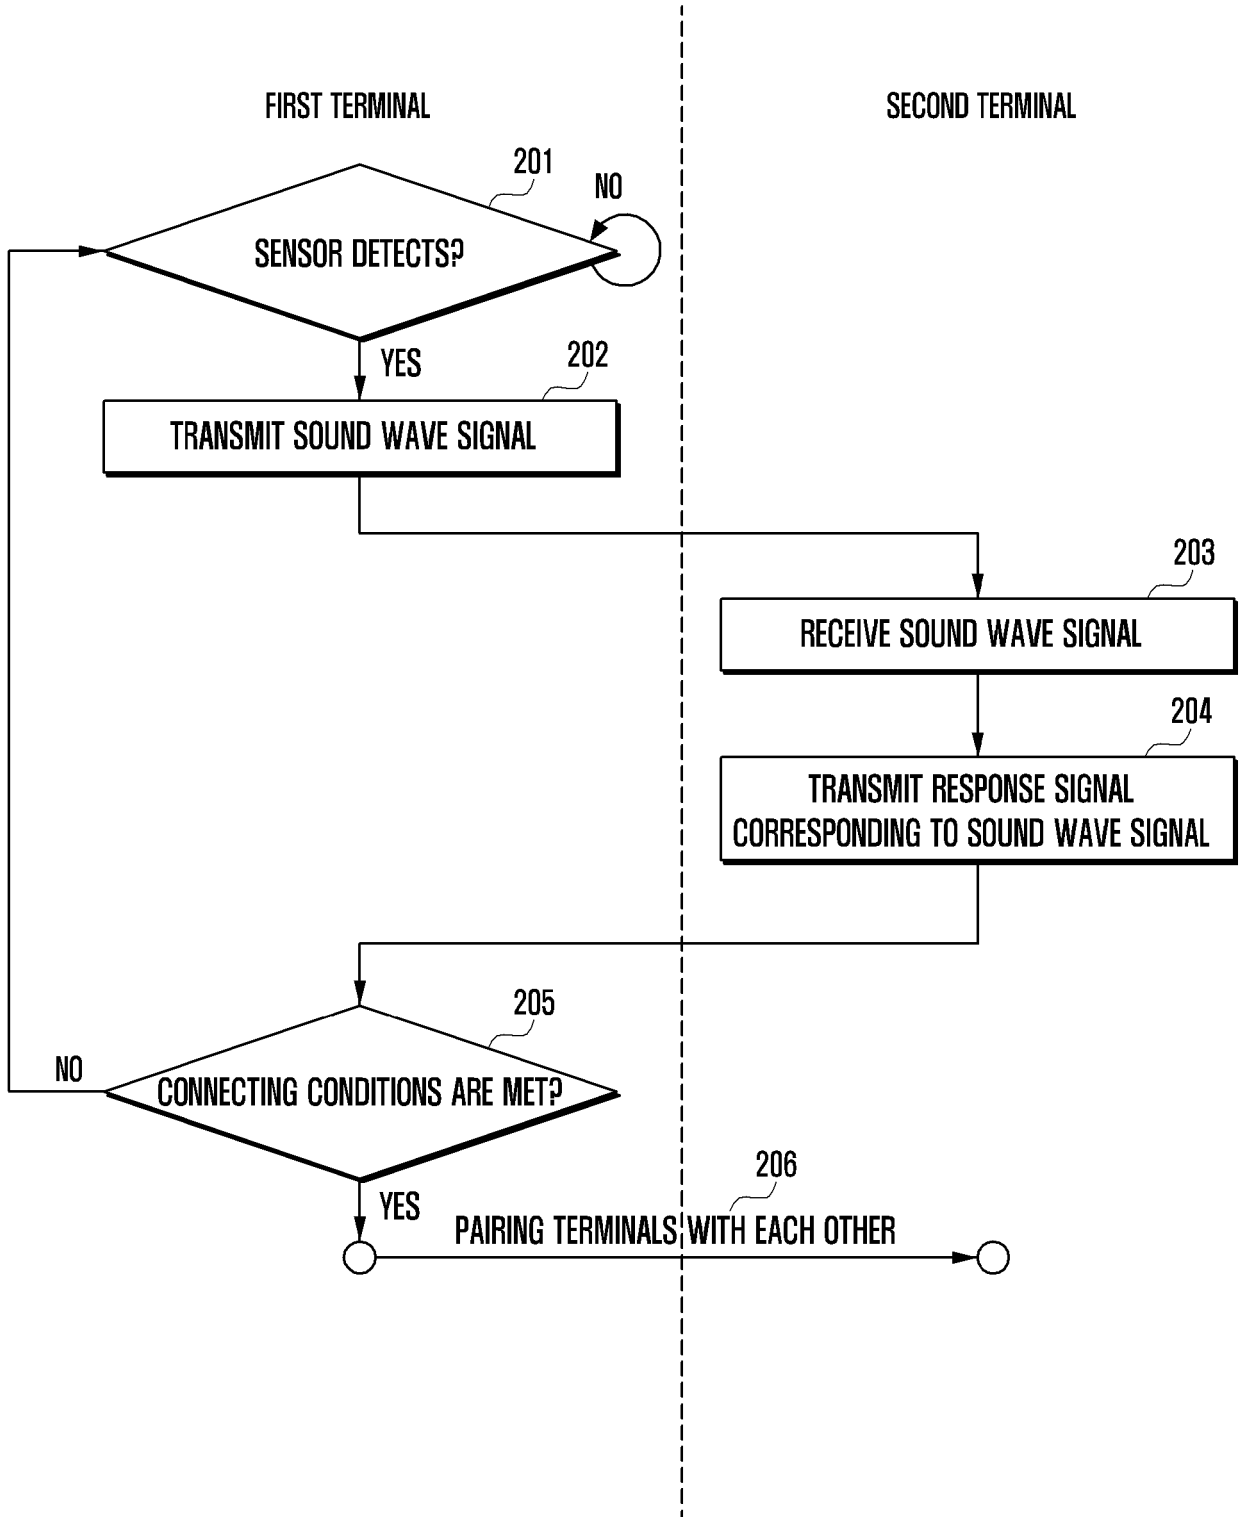 FIRST TERMINAL
SECOND TERMINAL
201
NO
SENSOR DETECTS?
YES
202
TRANSMIT SOUND WAVE SIGNAL
203
RECEIVE SOUND WAVE SIGNAL
204
TRANSMIT RESPONSE SIGNAL
CORRESPONDING TO SOUND WAVE SIGNAL
205
NO
CONNECTING CONDITIONS ARE MET?
YES
206
PAIRING TERMINALS WITH EACH OTHER